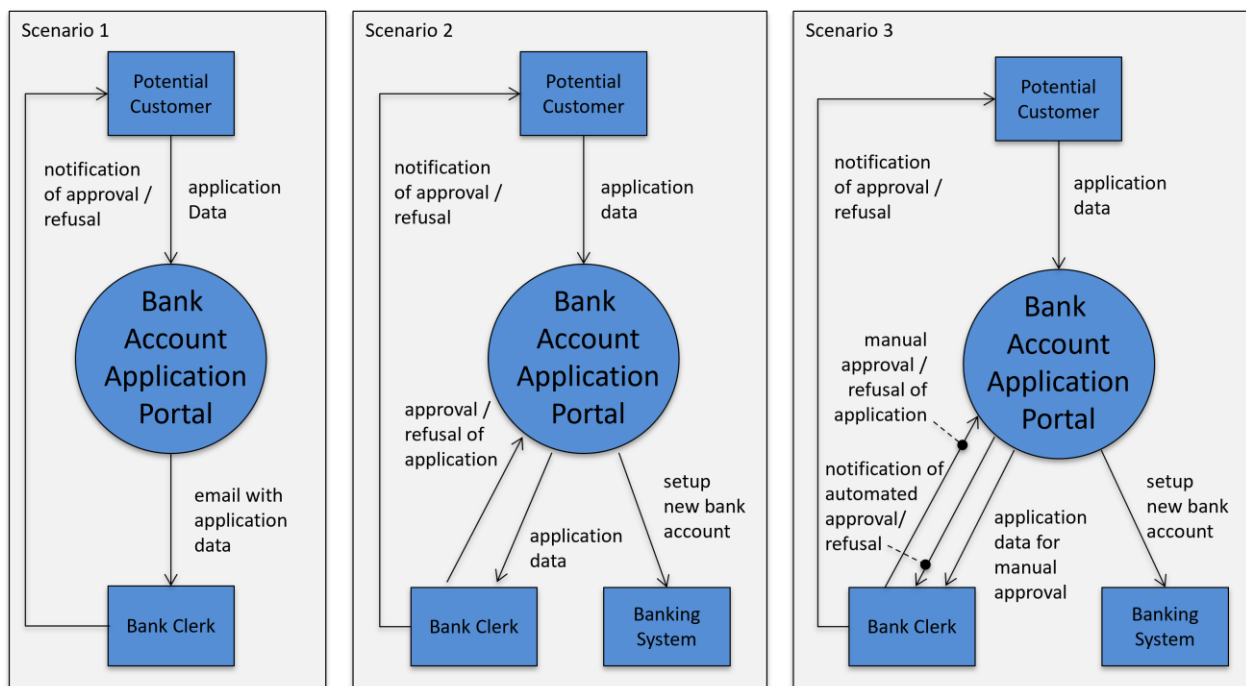 Scenario 1
Potential
Customer
notification
of approval /
refusal
application
Data
Bank
Account
Application
Portal
email with
application
data
Bank Clerk
Scenario 2
Potential
Customer
notification
of approval /
refusal
application
data
Bank
Account
Application
Portal
approval /
refusal of
application
application
data
setup
new bank
account
Bank Clerk
Banking
System
Scenario 3
Potential
Customer
notification
of approval /
refusal
application
data
Bank
Account
Application
Portal
manual
approval /
refusal of
application
notification of
automated
approval/
refusal
application
data for
manual
approval
setup
new bank
account
Bank Clerk
Banking
System